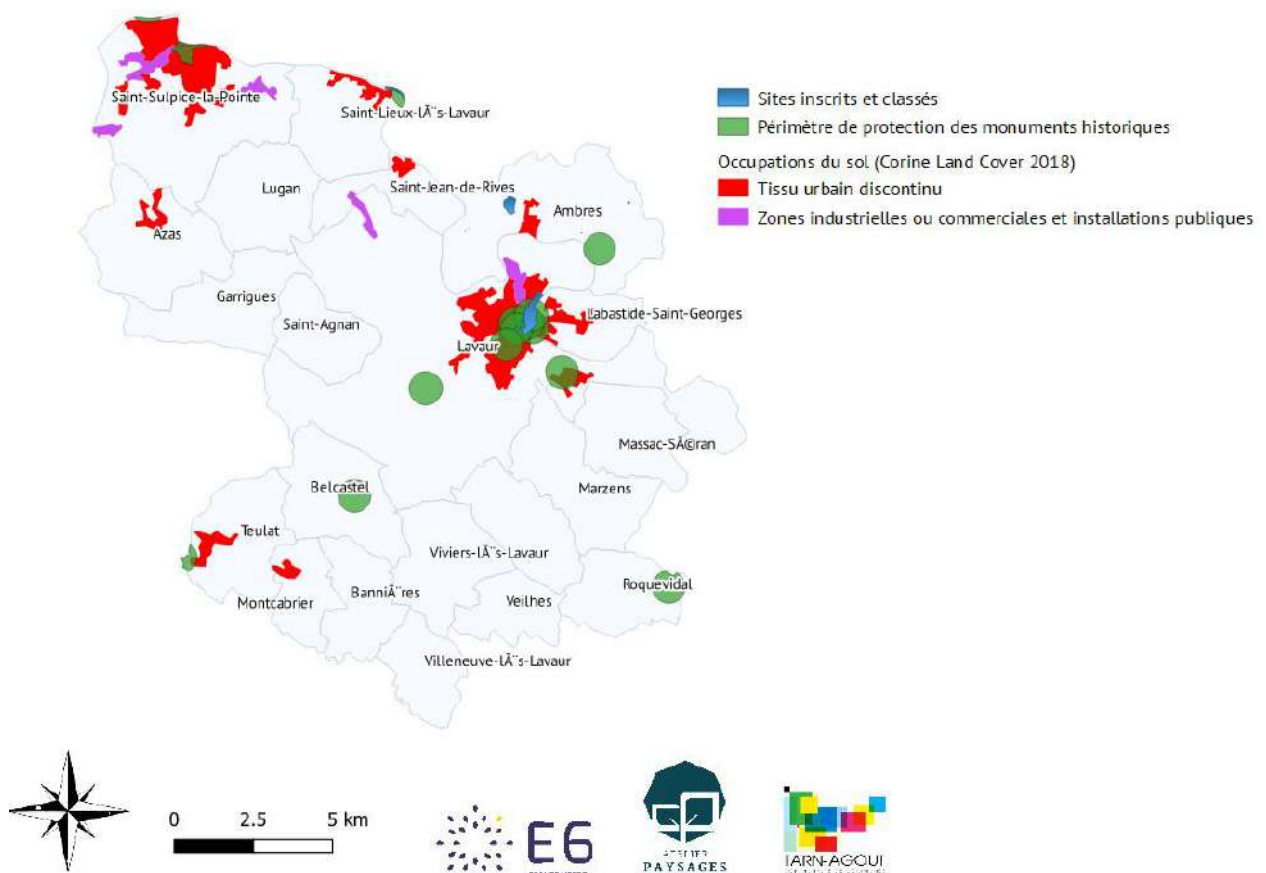 Saint-Sulpice-la-Pointe
Saint-Lieux-lÃ¨s-Lavaur
Lugan
Saint-Jean-de-Rives
Ambres
Azas
Garrigues
Saint-Agnan
Labastide-Saint-Georges
Lavaur
Massac-SÃ©ran
Marzens
Belcastel
Teulat
Viviers-lÃ¨s-Lavaur
Montcabrier
BanniÃ¨res
Veilhes
Roquevidal
Villeneuve-lÃ¨s-Lavaur
Sites inscrits et classés
Périmètre de protection des monuments historiques
Occupations du sol (Corine Land Cover 2018)
Tissu urbain discontinu
Zones industrielles ou commerciales et installations publiques
0 2.5 5 km
E6
ATELIER
PAYSAGES
TARN-AGOUT